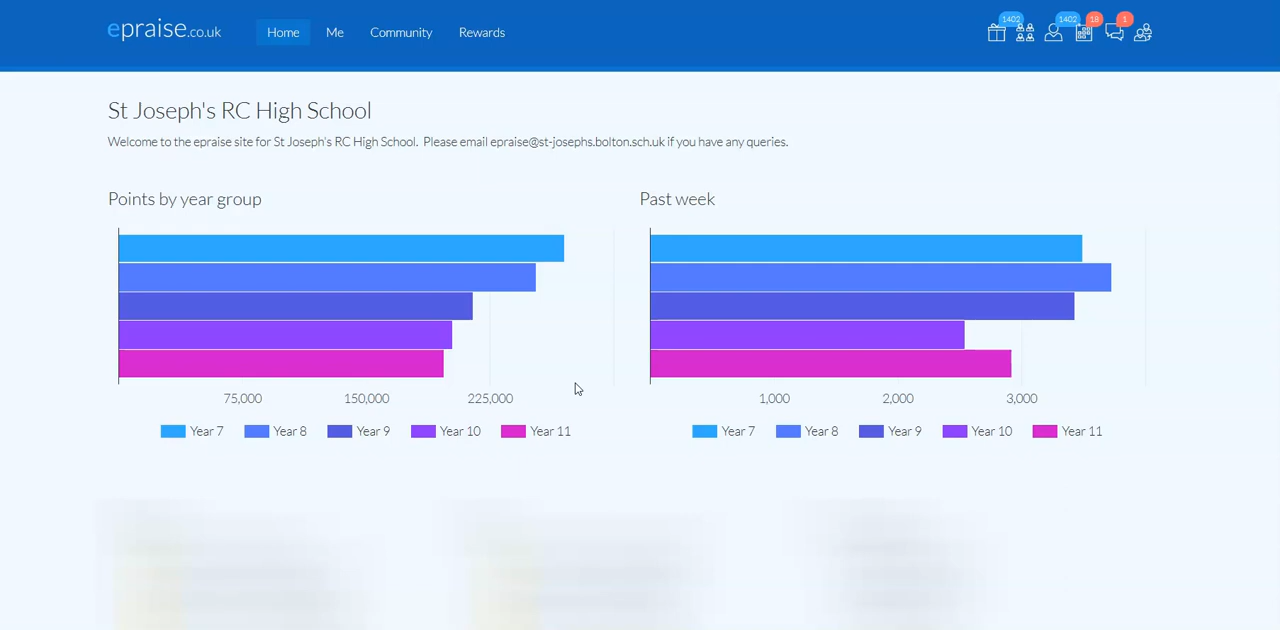 epraise.co.uk Home Me Community Rewards 1402 1402 18 1
St Joseph's RC High School
Welcome to the epraise site for St Joseph's RC High School. Please email epraise@st-josephs.bolton.sch.uk if you have any queries.
Points by year group
75,000 150,000 225,000
Year 7 Year 8 Year 9 Year 10 Year 11
Past week
1,000 2,000 3,000
Year 7 Year 8 Year 9 Year 10 Year 11